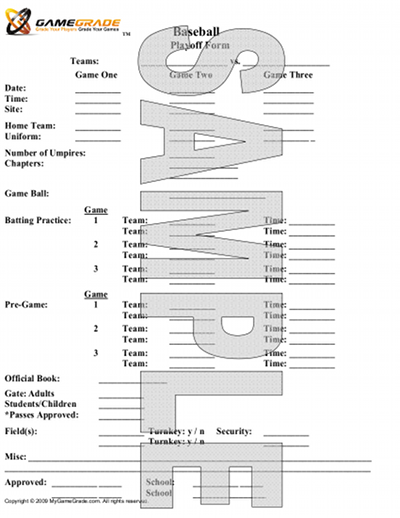 GAMEGRADE
Grade Your Players Grade Your Games
TM
Baseball
Playoff Form
Teams: vs.
Game One Game Two Game Three
Date:
Time:
Site:
Home Team:
Uniform:
Number of Umpires:
Chapters:
Game Ball:
Game
Batting Practice: 1 Team: Time:
Team: Time:
2 Team: Time:
Team: Time:
3 Team: Time:
Team: Time:
Game
Pre-Game: 1 Team: Time:
Team: Time:
2 Team: Time:
Team: Time:
3 Team: Time:
Team: Time:
Official Book:
Gate: Adults
Students/Children
*Passes Approved:
Field(s): Turnkey: y / n Security:
Turnkey: y / n
Misc:
Approved: School:
School
Copyright © 2009 MyGameGrade.com. All rights reserved.
SAMPLE